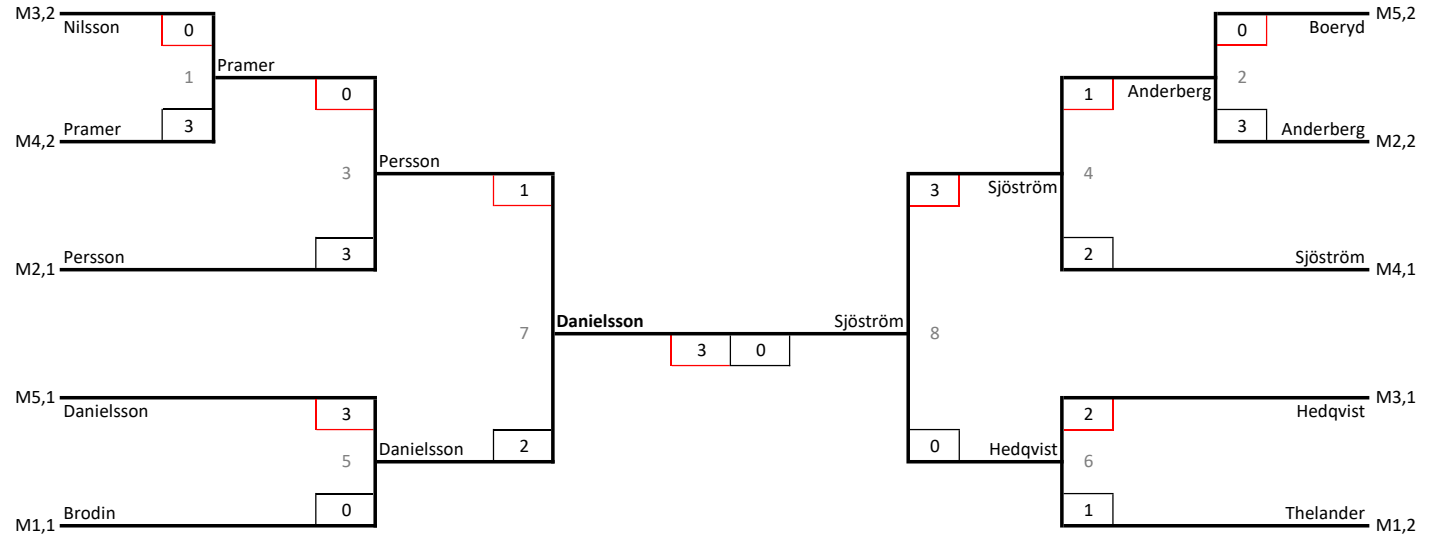 M3,2 M5,2
Nilsson 0 0 Boeryd
1 Pramer 2
0 1 Anderberg
Pramer 3 3 Anderberg
M4,2 M2,2
Persson
3 4
1 3 Sjöström
Persson 3 2 Sjöström
M2,1 M4,1
7 Danielsson Sjöström 8
3 0
M5,1 M3,1
Danielsson 3 2 Hedqvist
Danielsson 2 0 Hedqvist
5 6
Brodin 0 1 Thelander
M1,1 M1,2